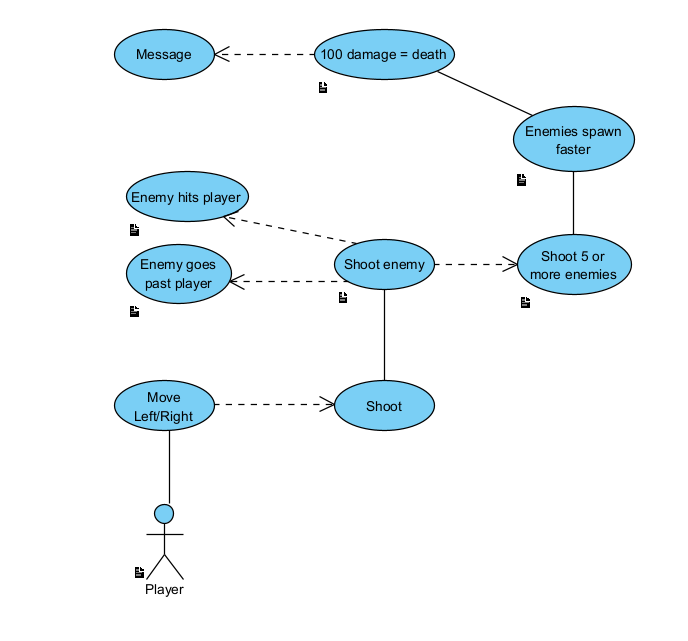 Message
100 damage = death
Enemies spawn
faster
Enemy hits player
Enemy goes
past player
Shoot enemy
Shoot 5 or
more enemies
Move
Left/Right
Shoot
Player